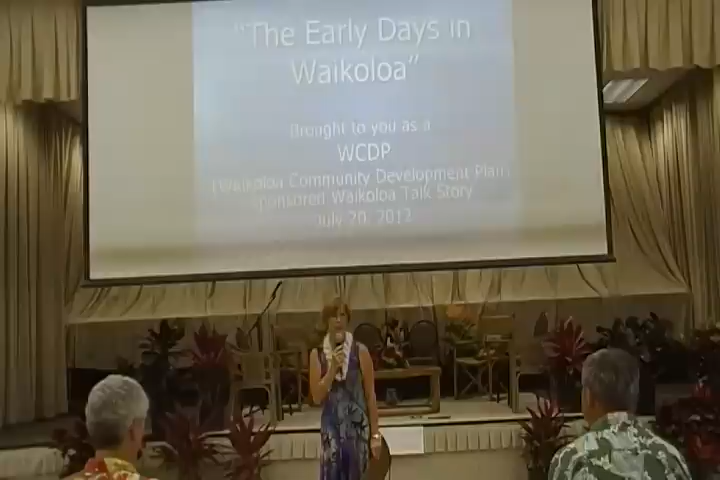 "The Early Days in
Waikoloa"
Brought to you as a
WCDP
(Waikoloa Community Development Plan)
sponsored Waikoloa Talk Story
July 20, 2012